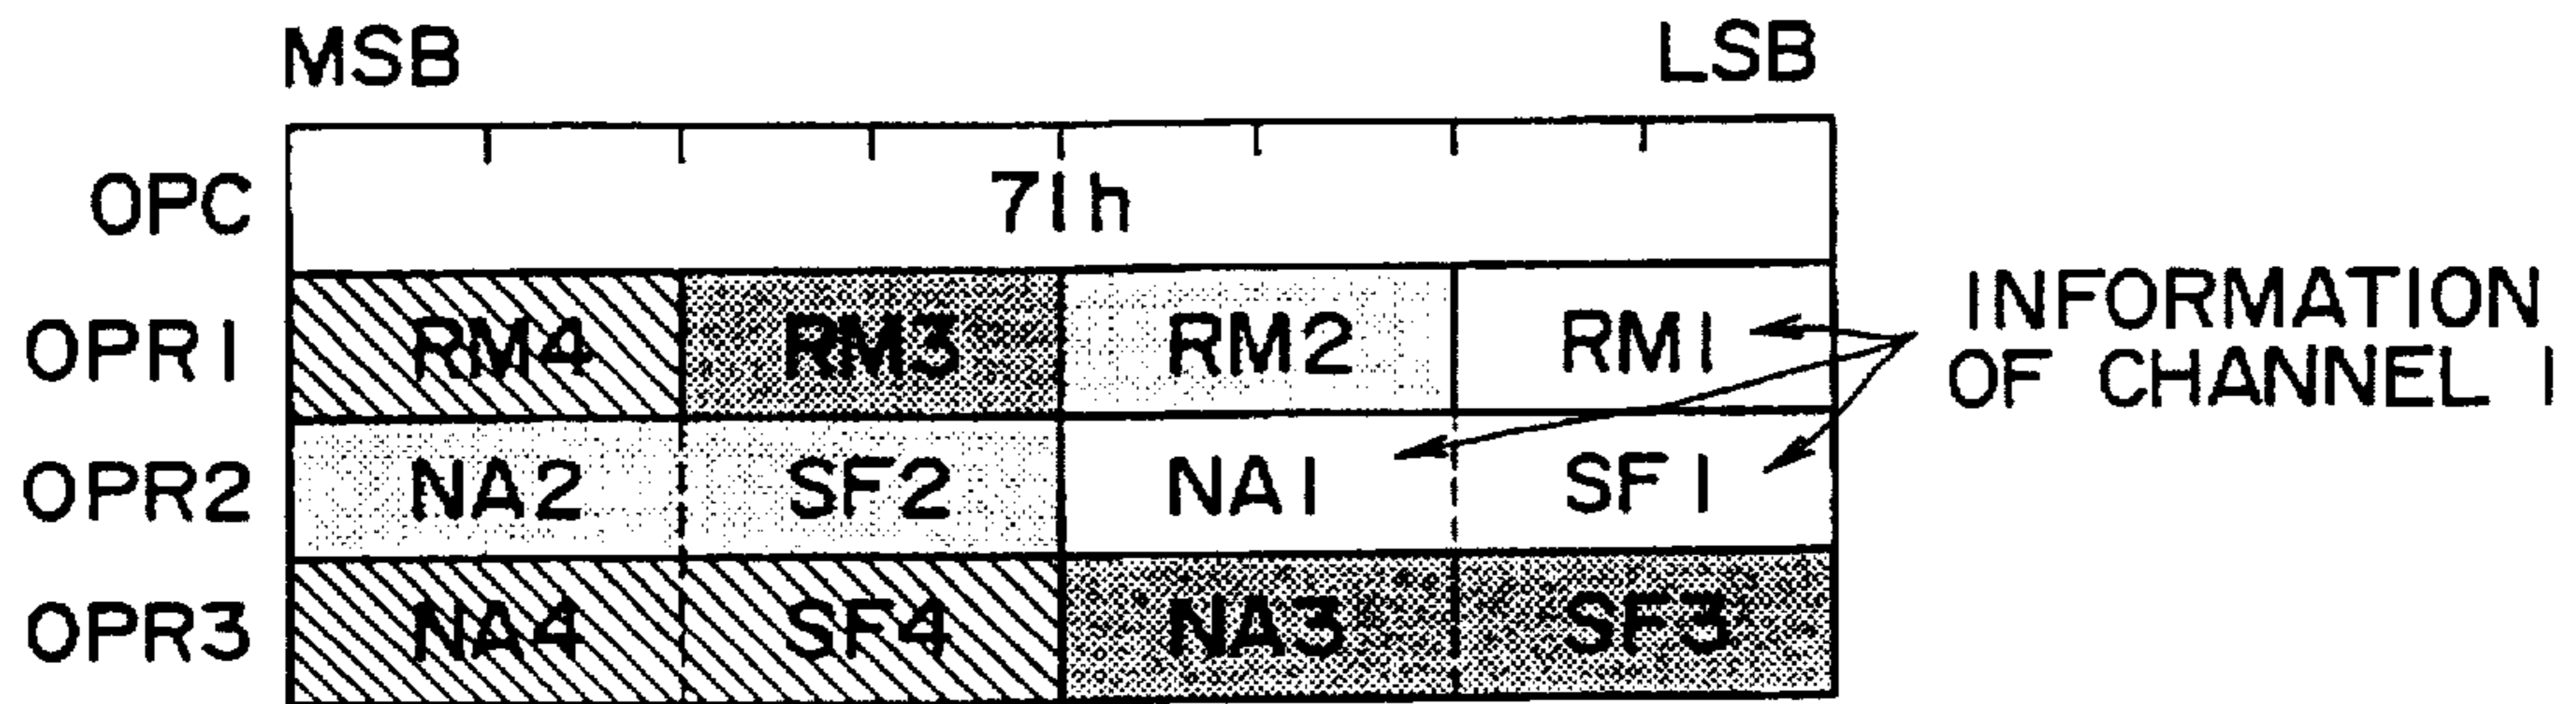 MSB LSB
OPC 71h
OPR1 RM4 RM3 RM2 RM1
INFORMATION
OF CHANNEL 1
OPR2 NA2 SF2 NA1 SF1
OPR3 NA4 SF4 NA3 SF3